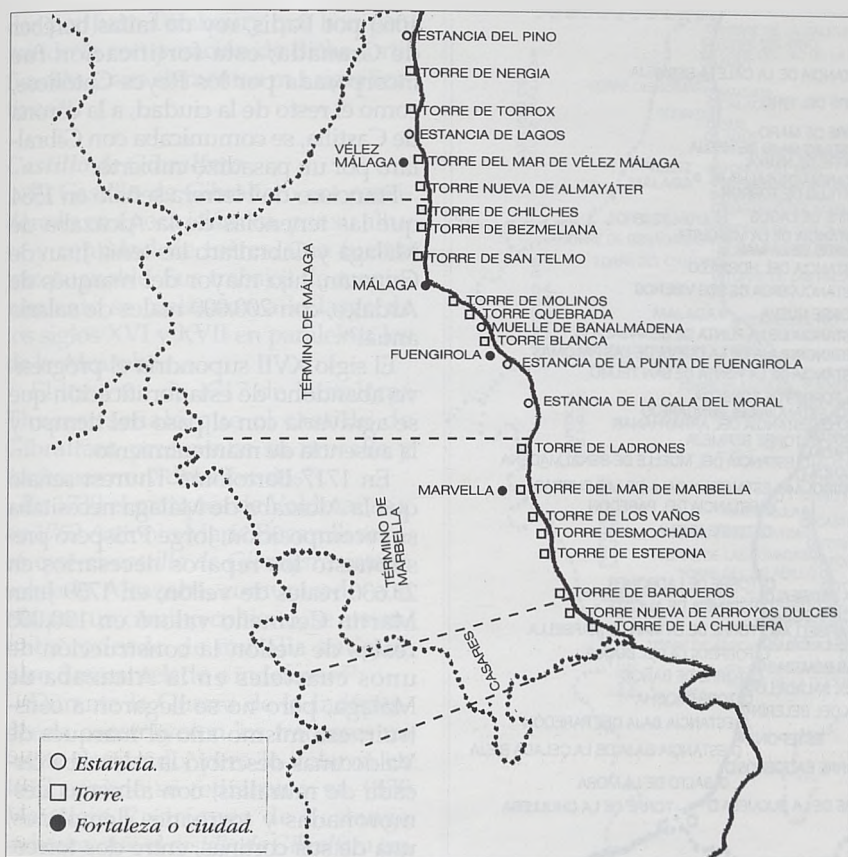 ESTANCIA DEL PINO
TORRE DE NERGIA
TORRE DE TORROX
ESTANCIA DE LAGOS
VÉLEZ
MÁLAGA
TORRE DEL MAR DE VÉLEZ MÁLAGA
TORRE NUEVA DE ALMAYÁTER
TORRE DE CHILCHES
TORRE DE BEZMELIANA
TORRE DE SAN TELMO
MÁLAGA
TÉRMINO DE MÁLAGA
TORRE DE MOLINOS
TORRE QUEBRADA
MUELLE DE BANALMÁDENA
TORRE BLANCA
FUENGIROLA
ESTANCIA DE LA PUNTA DE FUENGIROLA
ESTANCIA DE LA CALA DEL MORAL
TORRE DE LADRONES
MARVELLA
TORRE DEL MAR DE MARBELLA
TORRE DE LOS VAÑOS
TORRE DESMOCHADA
TORRE DE ESTEPONA
TÉRMINO DE
MARBELLA
TORRE DE BARQUEROS
TORRE NUEVA DE ARROYOS DULCES
TORRE DE LA CHULLERA
CASARES
Estancia.
Torre.
Fortaleza o ciudad.